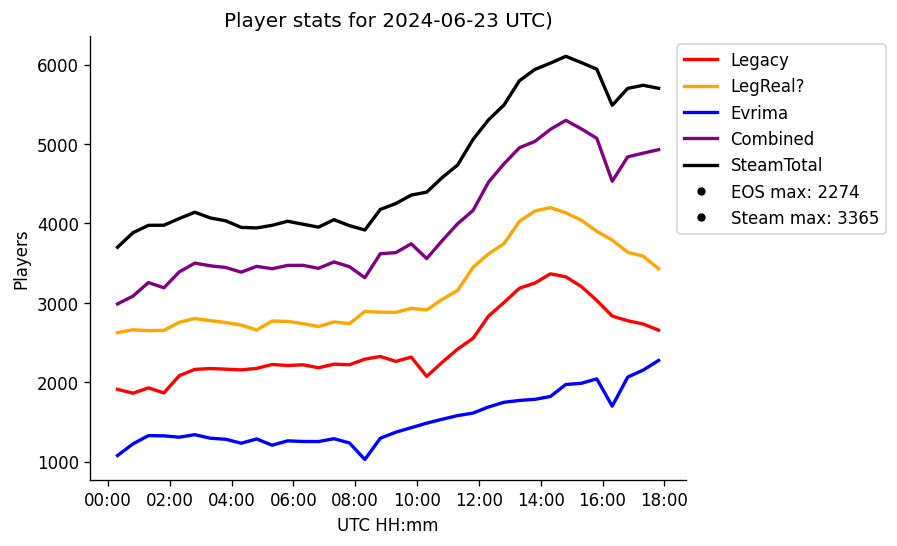 Player stats for 2024-06-23 UTC)
Legacy
LegReal?
Evrima
Combined
SteamTotal
EOS max: 2274
Steam max: 3365
Players
6000
5000
4000
3000
2000
1000
00:00 02:00 04:00 06:00 08:00 10:00 12:00 14:00 16:00 18:00
UTC HH:mm